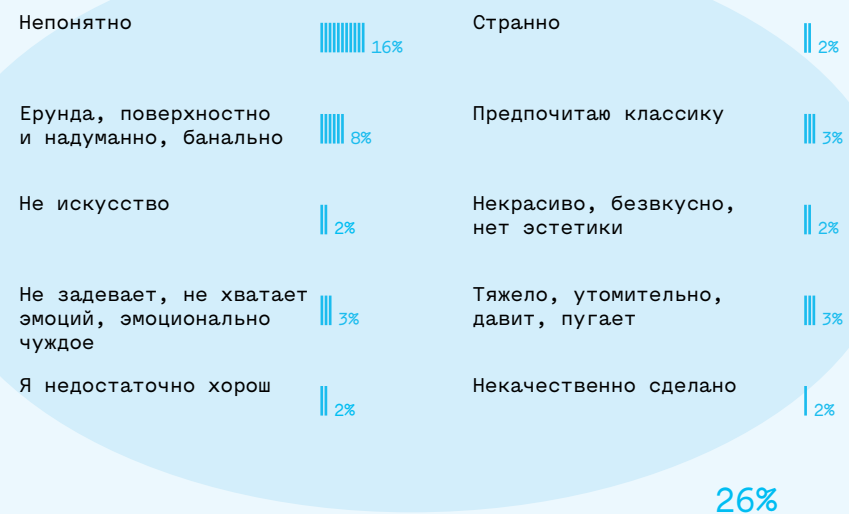 Непонятно
16%
Странно
2%
Ерунда, поверхностно
и надуманно, банально
8%
Предпочитаю классику
3%
Не искусство
2%
Некрасиво, безвкусно,
нет эстетики
2%
Не задевает, не хватает
эмоций, эмоционально
чуждое
3%
Тяжело, утомительно,
давит, пугает
3%
Я недостаточно хорош
2%
Некачественно сделано
2%
26%